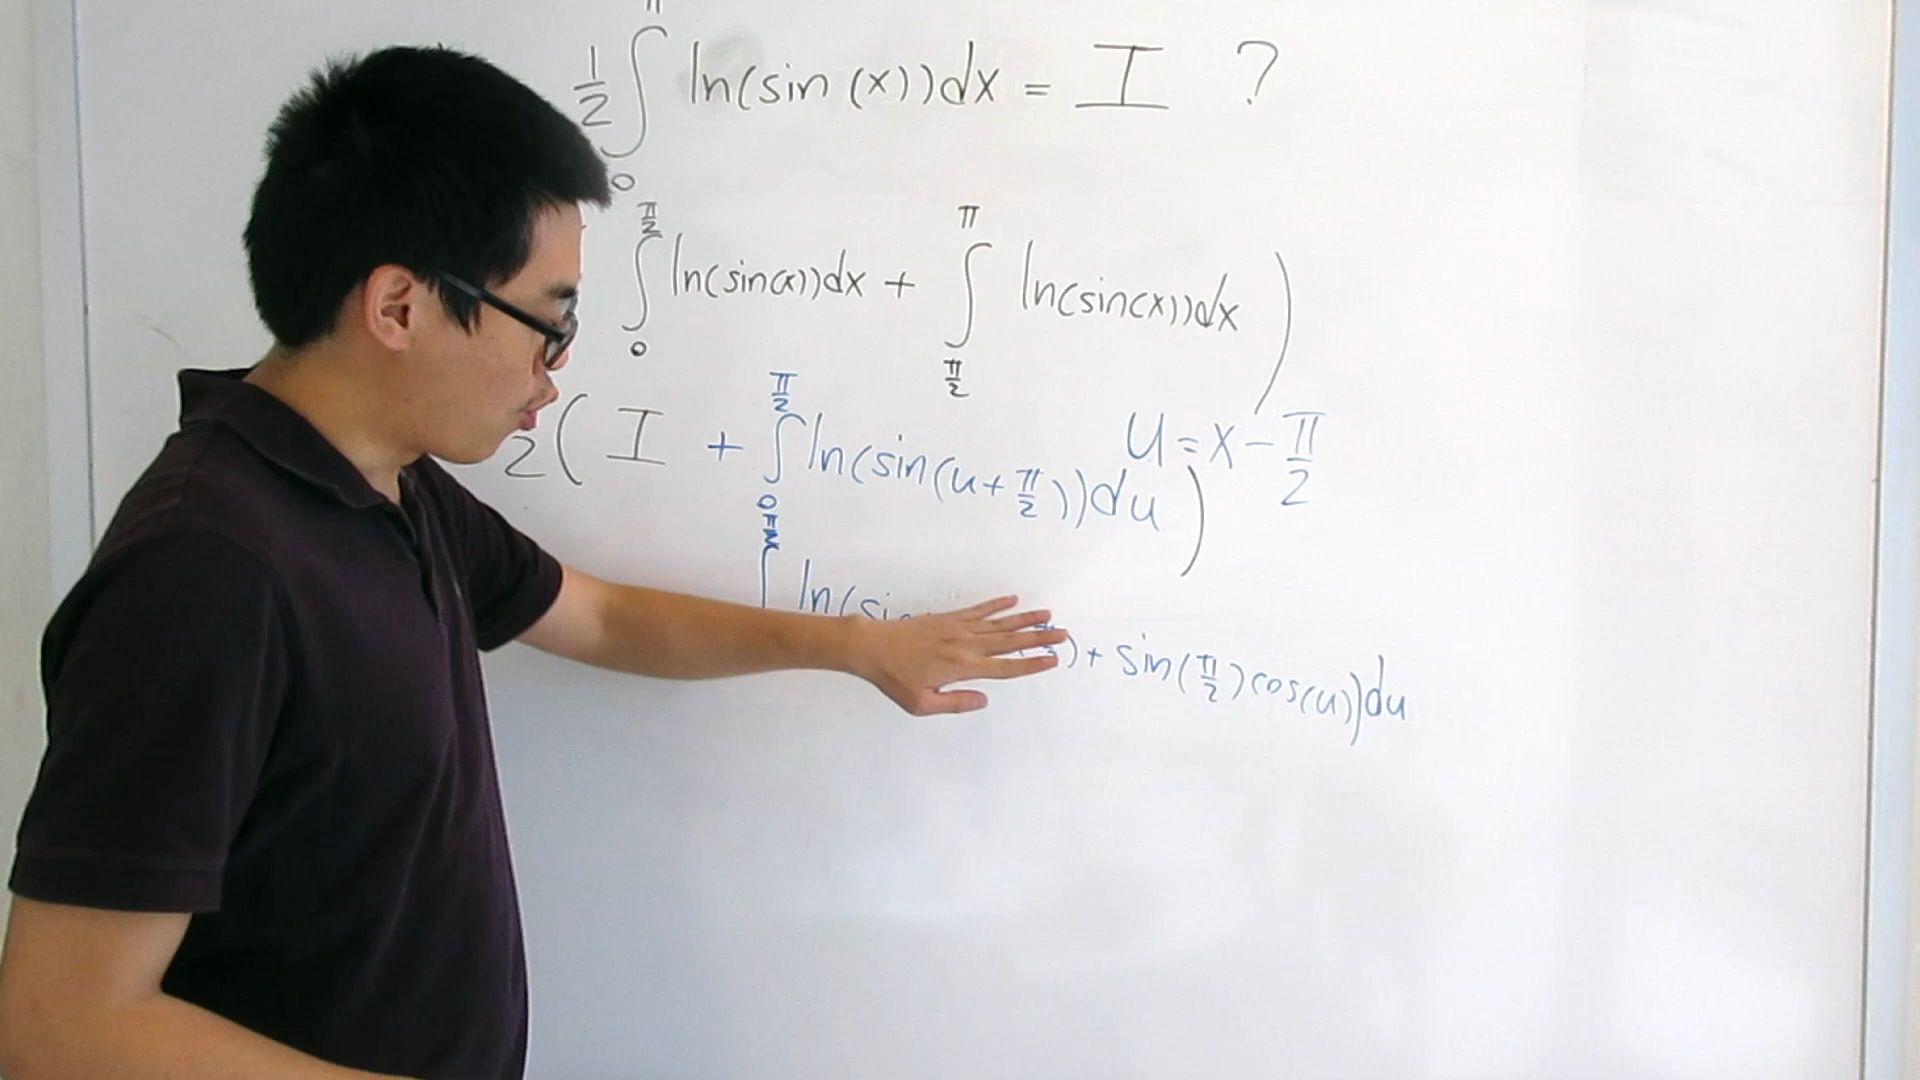 ½ ∫₀^π ln(sin(x))dx = I ?
∫₀^(π/2) ln(sin(x))dx + ∫_(π/2)^π ln(sin(x))dx )
2( I + ∫₀^(π/2) ln(sin(u+π/2))du )
u = x - π/2
∫ ln(sin ) + sin(π/2)cos(u))du